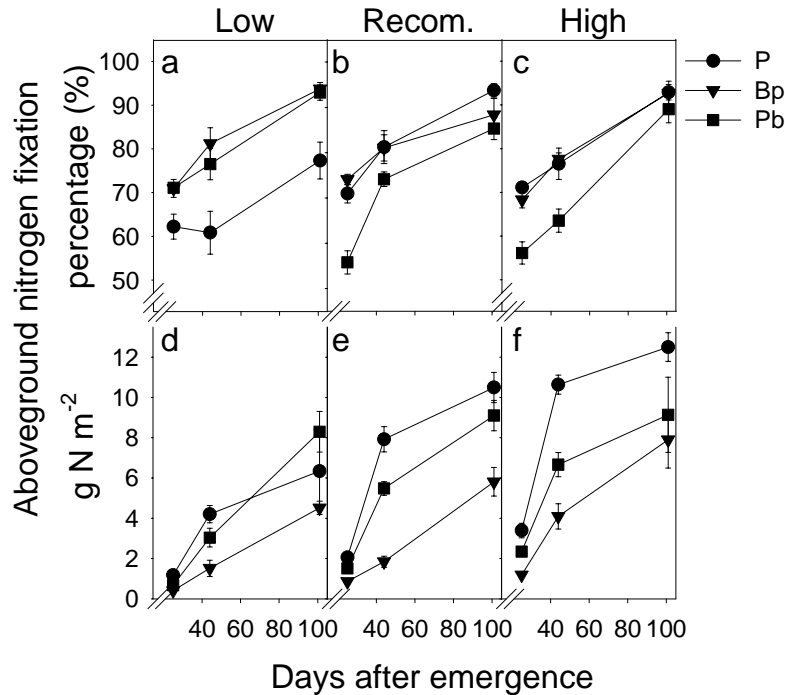 Low Recom. High
a b c
P
Bp
Pb
100
90
80
70
60
50
Aboveground nitrogen fixation
percentage (%)
d e f
12
10
8
6
4
2
0
g N m-2
40 60 80 100 40 60 80 100 40 60 80 100
Days after emergence